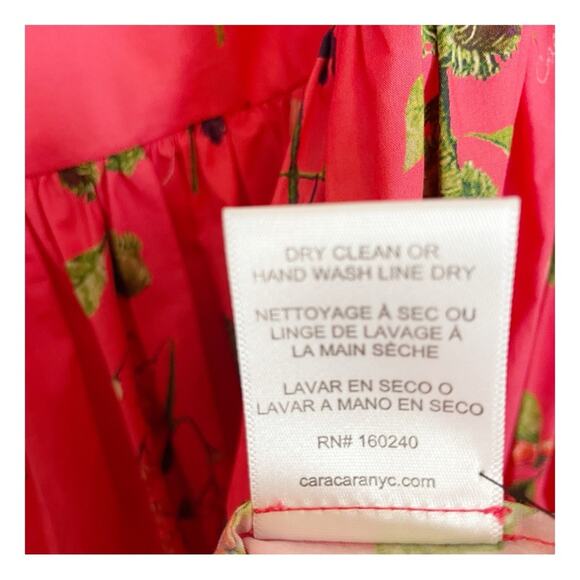 DRY CLEAN OR
HAND WASH LINE DRY
NETTOYAGE À SEC OU
LINGE DE LAVAGE À
LA MAIN SÈCHE
LAVAR EN SECO O
LAVAR A MANO EN SECO
RN# 160240
caracaranyc.com